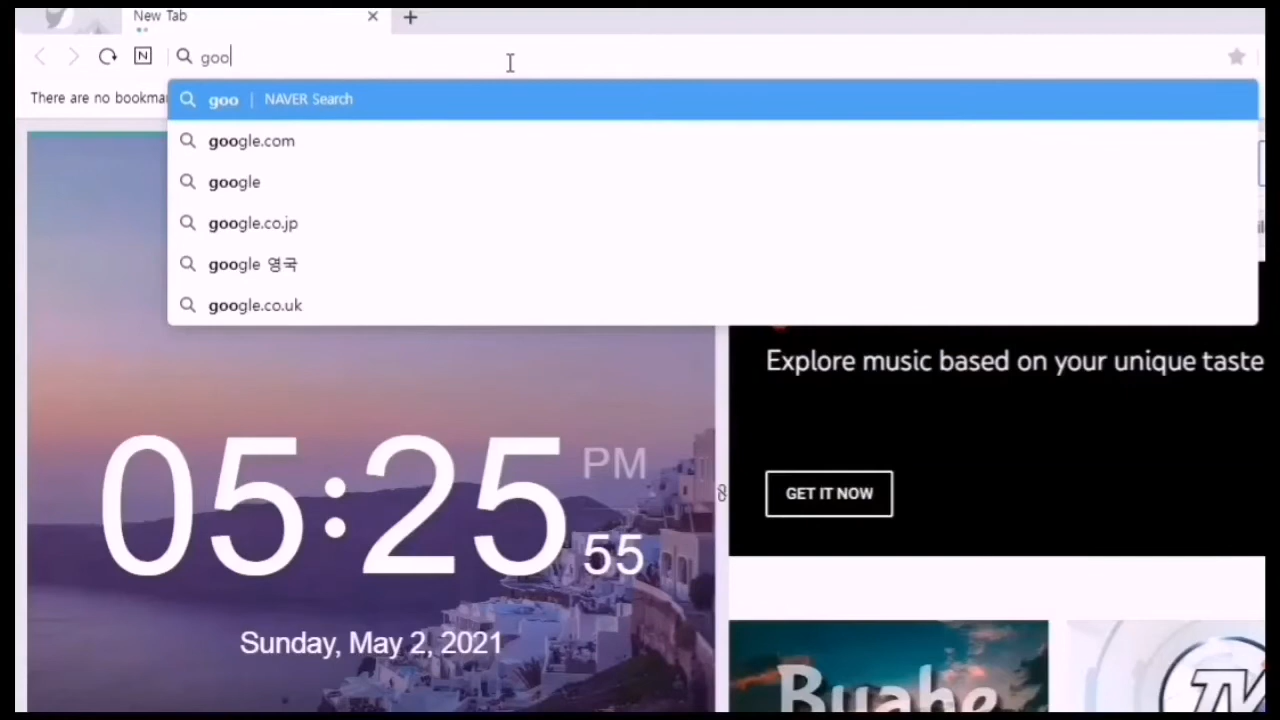 New Tab
N
goo
There are no bookma
goo | NAVER Search
google.com
google
google.co.jp
google 영국
google.co.uk
Explore music based on your unique taste
GET IT NOW
05:25 PM
55
Sunday, May 2, 2021
Buahe
TV